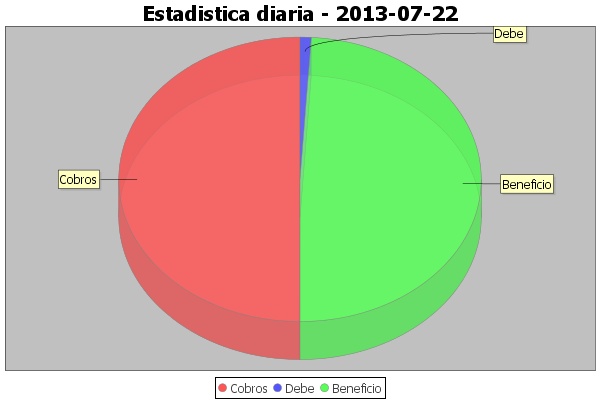 Estadistica diaria - 2013-07-22
Debe
Cobros
Beneficio
Cobros Debe Beneficio